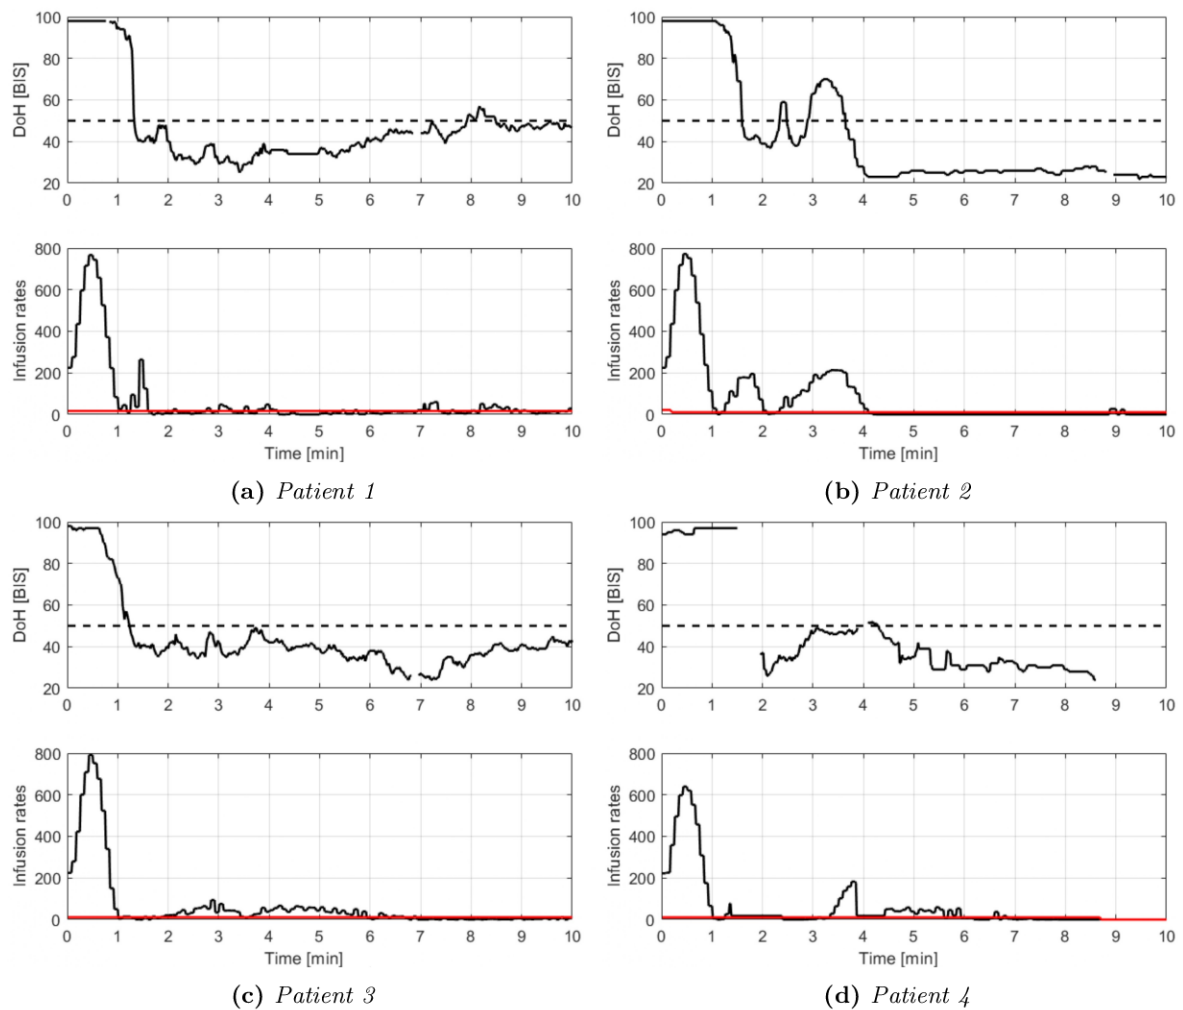 100
80
60
40
20
DoH [BIS]
0 1 2 3 4 5 6 7 8 9 10
800
600
400
200
0
Infusion rates
0 1 2 3 4 5 6 7 8 9 10
Time [min]
(a) Patient 1
100
80
60
40
20
DoH [BIS]
0 1 2 3 4 5 6 7 8 9 10
800
600
400
200
0
Infusion rates
0 1 2 3 4 5 6 7 8 9 10
Time [min]
(b) Patient 2
100
80
60
40
20
DoH [BIS]
0 1 2 3 4 5 6 7 8 9 10
800
600
400
200
0
Infusion rates
0 1 2 3 4 5 6 7 8 9 10
Time [min]
(c) Patient 3
100
80
60
40
20
DoH [BIS]
0 1 2 3 4 5 6 7 8 9 10
800
600
400
200
0
Infusion rates
0 1 2 3 4 5 6 7 8 9 10
Time [min]
(d) Patient 4